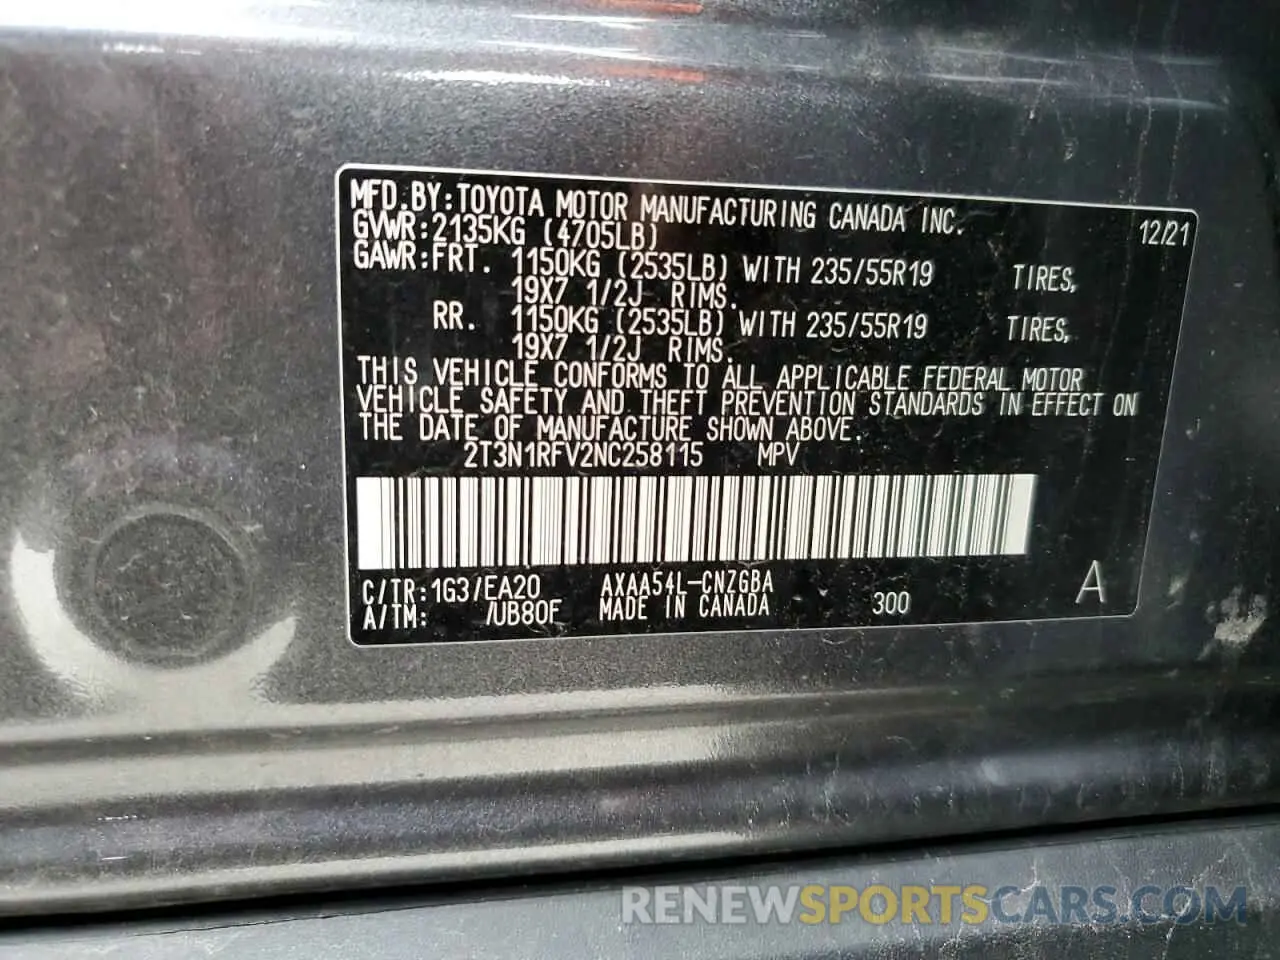 MFD.BY:TOYOTA MOTOR MANUFACTURING CANADA INC. 12/21
GVWR:2135KG (4705LB)
GAWR:FRT. 1150KG (2535LB) WITH 235/55R19 TIRES,
19X7 1/2J RIMS.
RR. 1150KG (2535LB) WITH 235/55R19 TIRES,
19X7 1/2J RIMS.
THIS VEHICLE CONFORMS TO ALL APPLICABLE FEDERAL MOTOR
VEHICLE SAFETY AND THEFT PREVENTION STANDARDS IN EFFECT ON
THE DATE OF MANUFACTURE SHOWN ABOVE.
2T3N1RFV2NC258115 MPV
C/TR:1G3/EA20 AXAA54L-CNZGBA
A/TM: /UB80F MADE IN CANADA 300 A
RENEWSPORTSCARS.COM